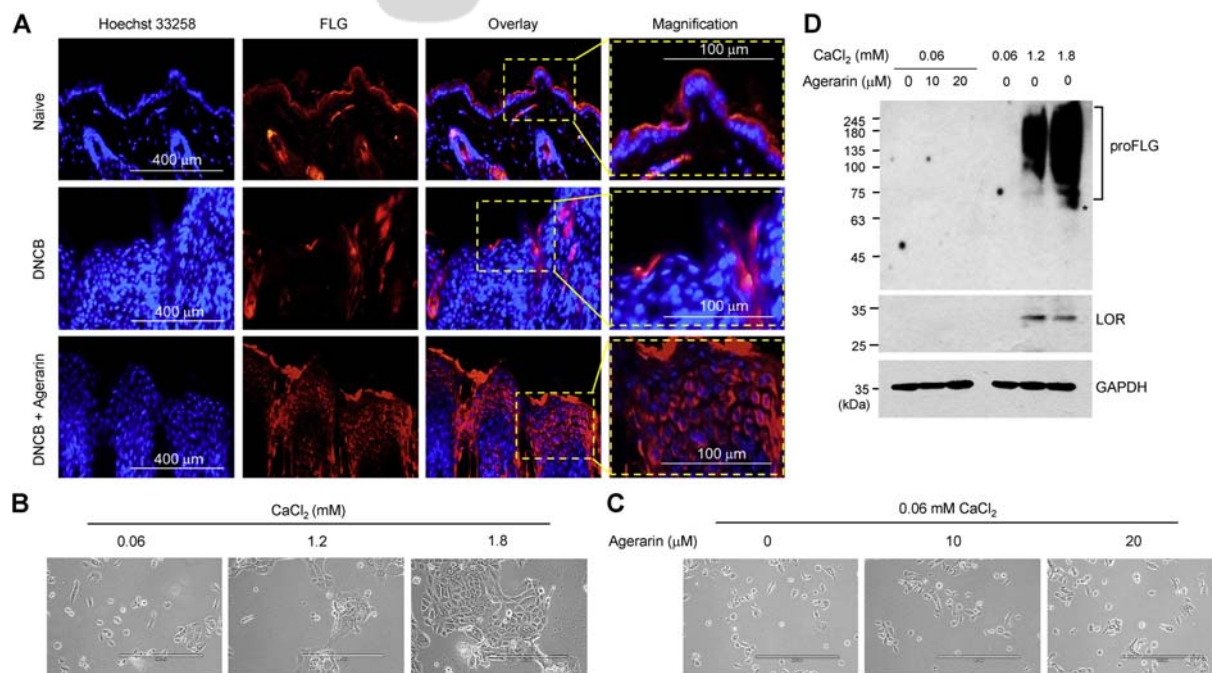 A
Hoechst 33258 FLG Overlay Magnification
Naive
400 μm
100 μm
DNCB
400 μm
100 μm
DNCB + Agerarin
400 μm
100 μm
D
CaCl₂ (mM) 0.06 0.06 1.2 1.8
Agerarin (μM) 0 10 20 0 0 0
245
180
135
100
75
63
45
proFLG
*
35
25
LOR
35
(kDa)
GAPDH
B
CaCl₂ (mM)
0.06 1.2 1.8
C
0.06 mM CaCl₂
Agerarin (μM) 0 10 20